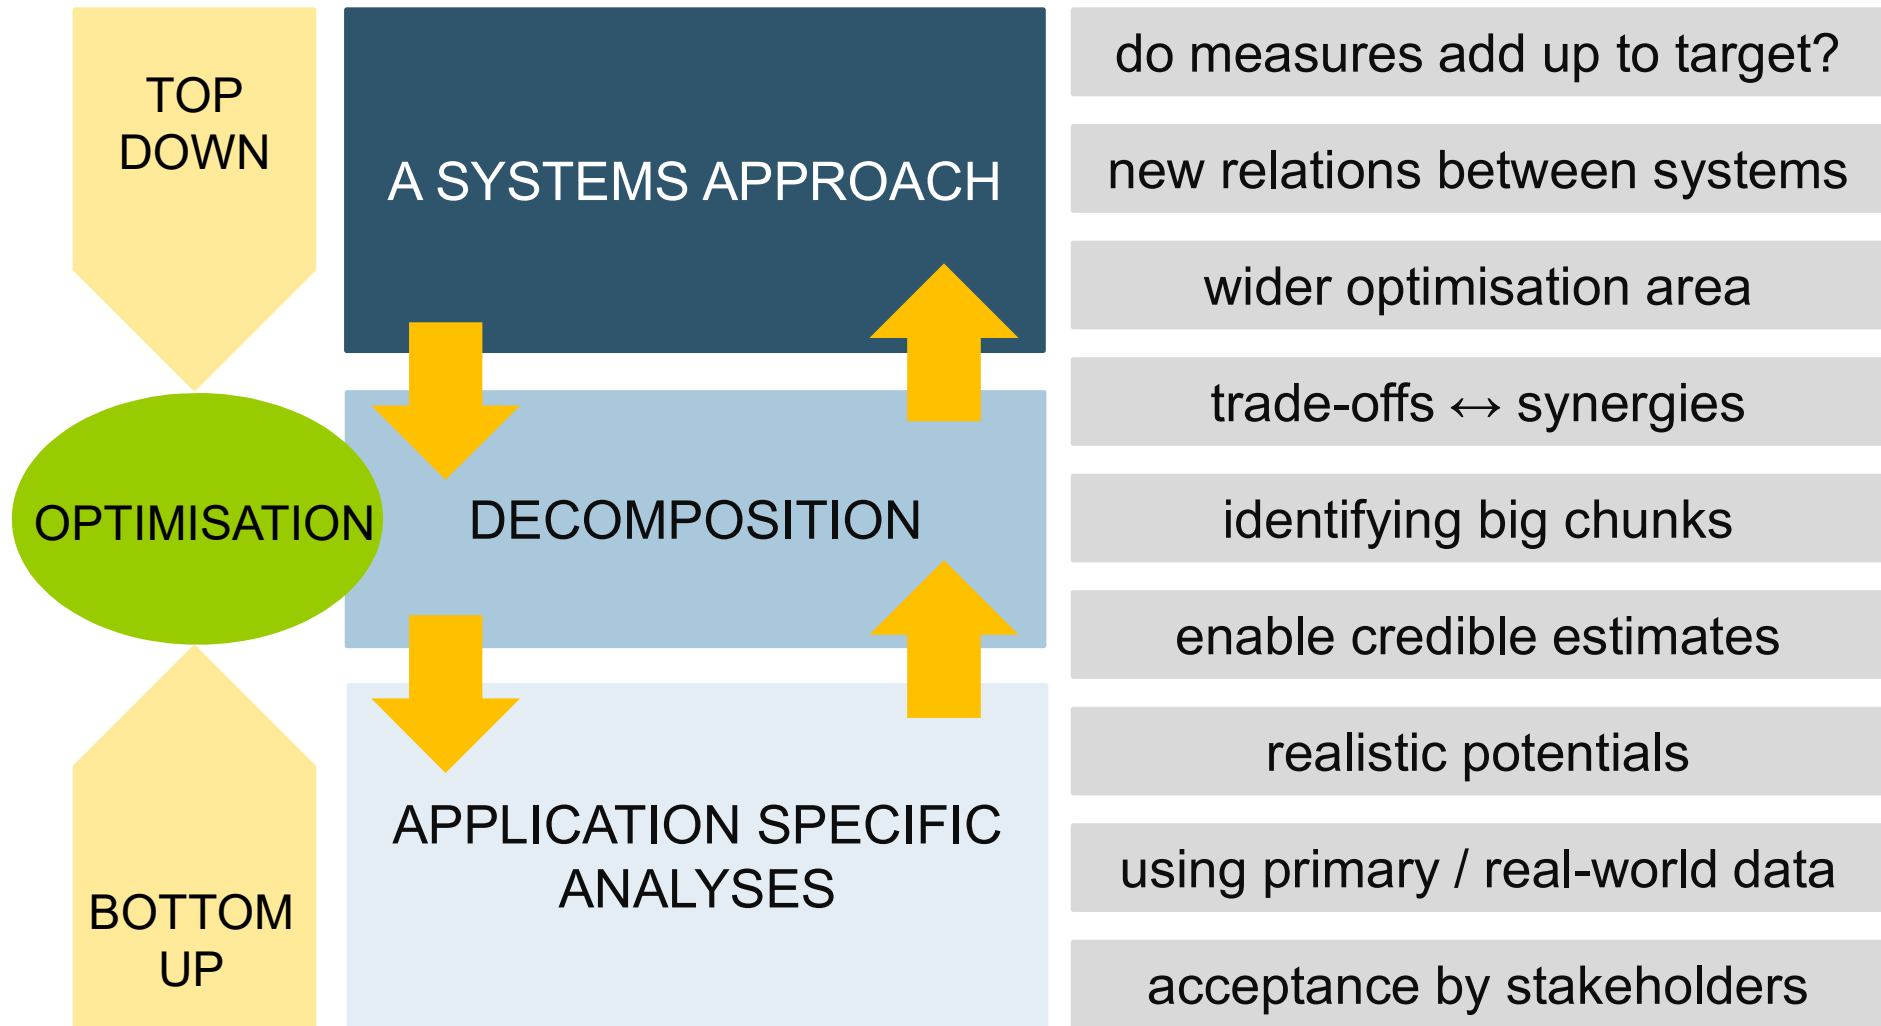 TOP
DOWN
OPTIMISATION
BOTTOM
UP
A SYSTEMS APPROACH
DECOMPOSITION
APPLICATION SPECIFIC
ANALYSES
do measures add up to target?
new relations between systems
wider optimisation area
trade-offs ↔ synergies
identifying big chunks
enable credible estimates
realistic potentials
using primary / real-world data
acceptance by stakeholders